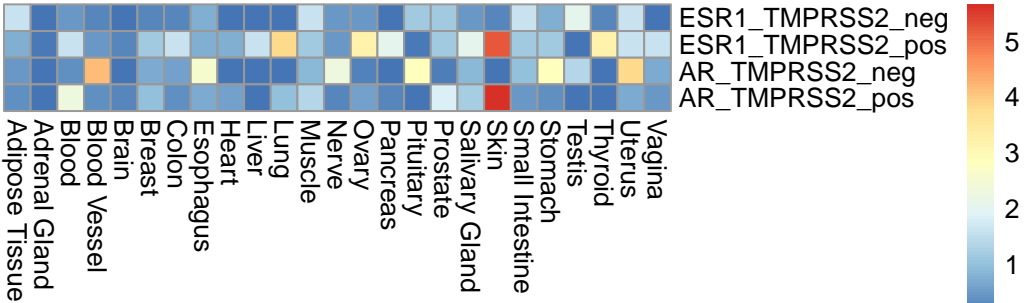 ESR1_TMPRSS2_neg
ESR1_TMPRSS2_pos
AR_TMPRSS2_neg
AR_TMPRSS2_pos
Adipose Tissue
Adrenal Gland
Blood
Blood Vessel
Brain
Breast
Colon
Esophagus
Heart
Liver
Lung
Muscle
Nerve
Ovary
Pancreas
Pituitary
Prostate
Salivary Gland
Skin
Small Intestine
Stomach
Testis
Thyroid
Uterus
Vagina
5
4
3
2
1